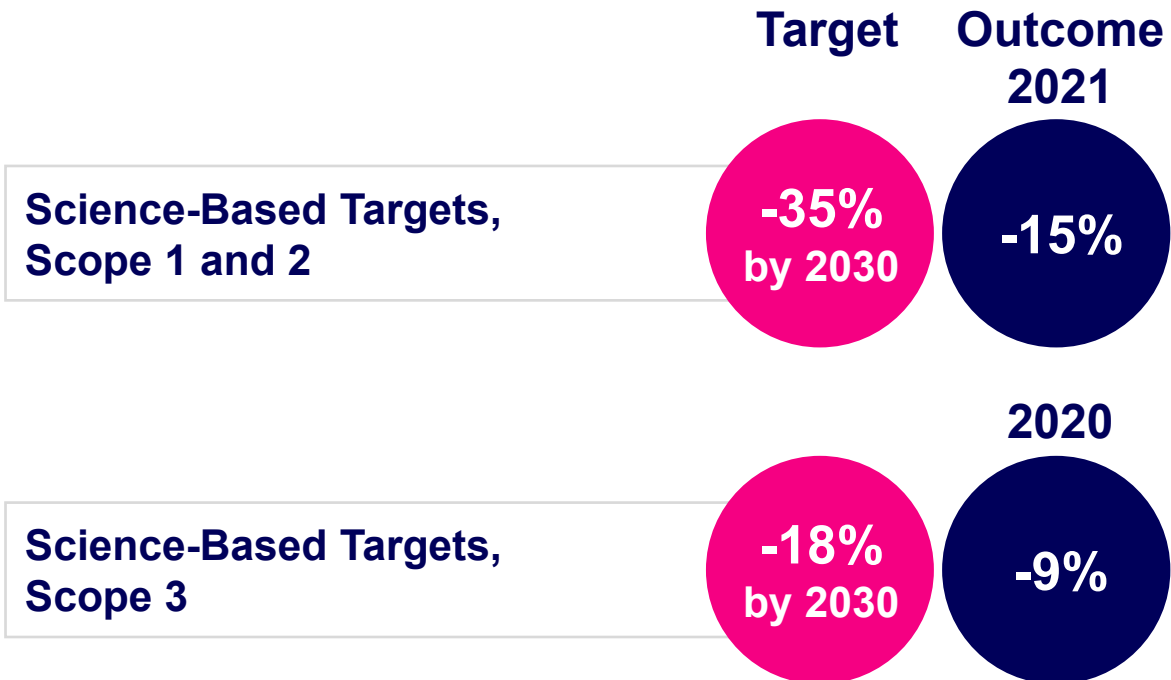 Target
Outcome
2021
Science-Based Targets,
Scope 1 and 2
-35%
by 2030
-15%
2020
Science-Based Targets,
Scope 3
-18%
by 2030
-9%